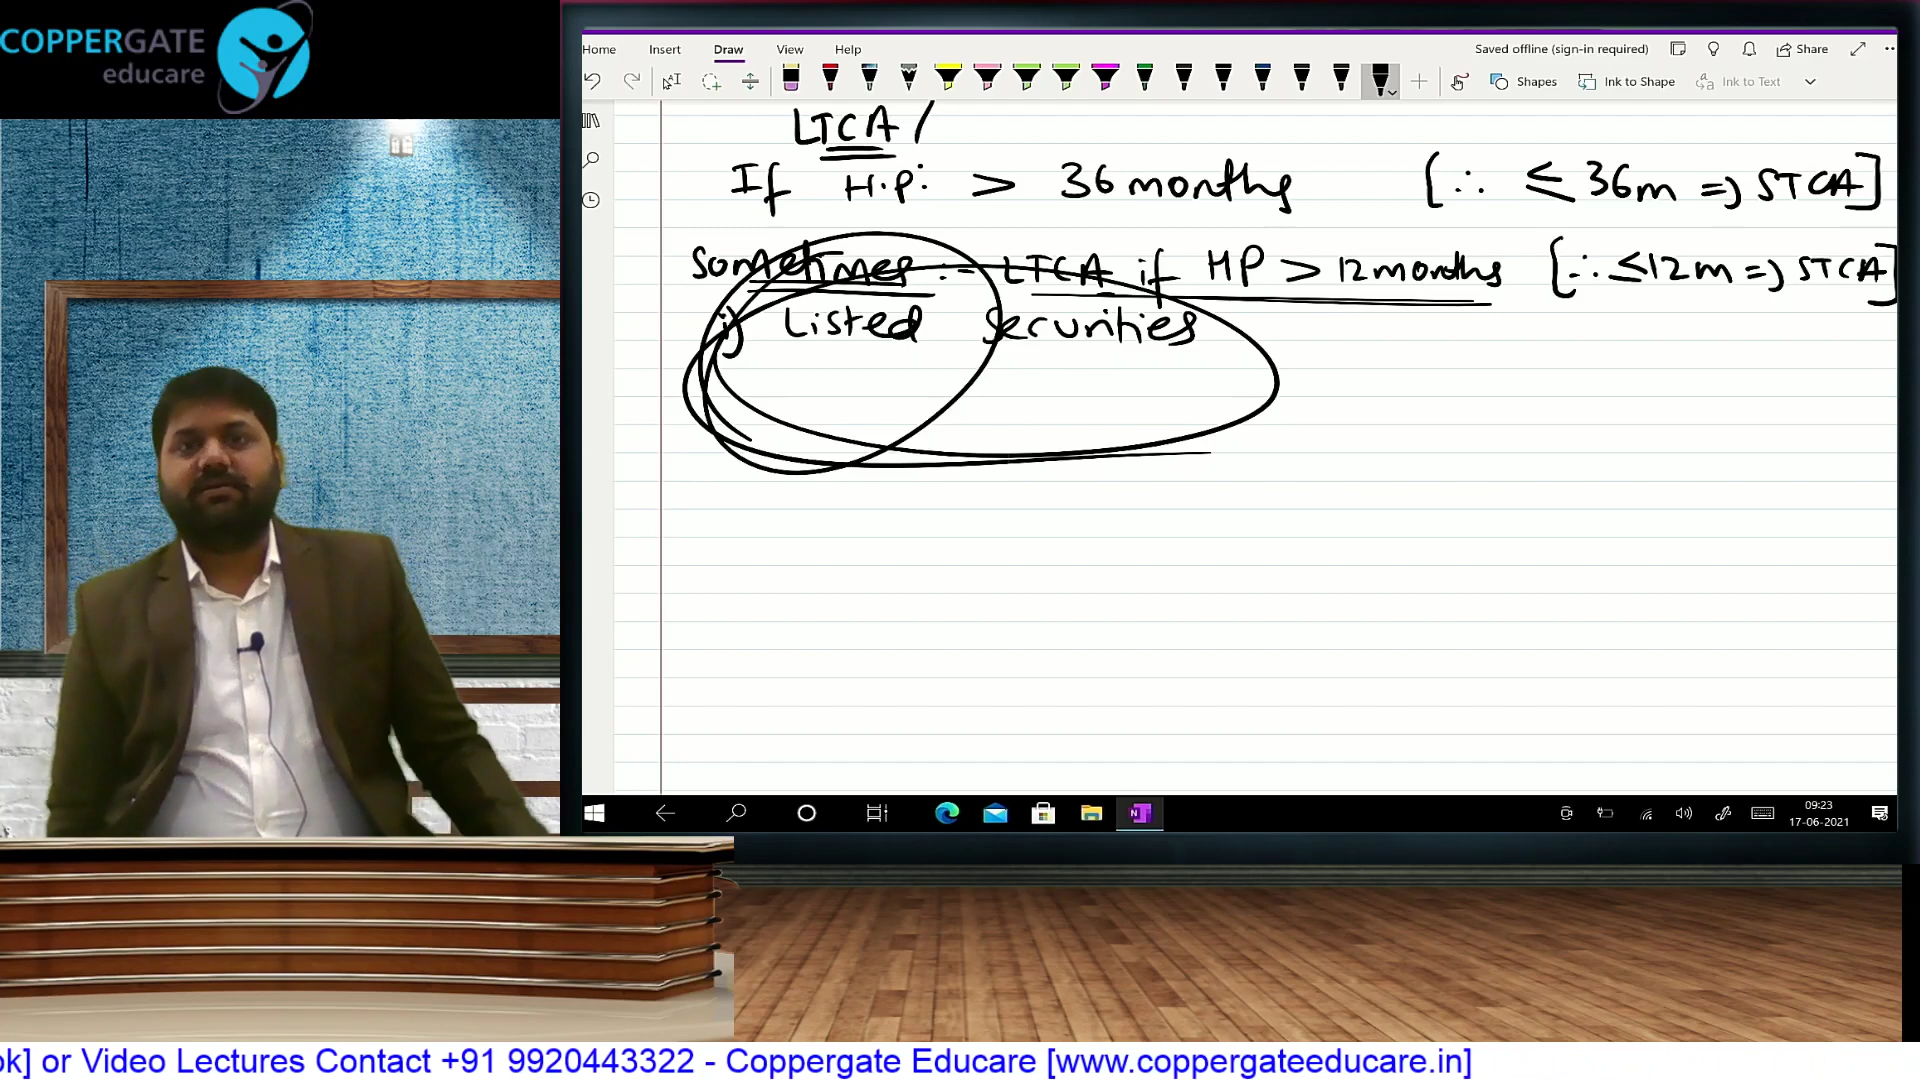 COPPERGATE
educare
Home Insert Draw View Help
Saved offline (sign-in required) Share
Shapes Ink to Shape Ink to Text
LTCA /
If H.P. > 36 months [∴ ≤ 36m => STCA]
Sometimes :- LTCA if HP > 12 months [∴ ≤ 12m => STCA]
i) Listed Securities
09:23
17-06-2021
ok] or Video Lectures Contact +91 9920443322 - Coppergate Educare [www.coppergateeducare.in]